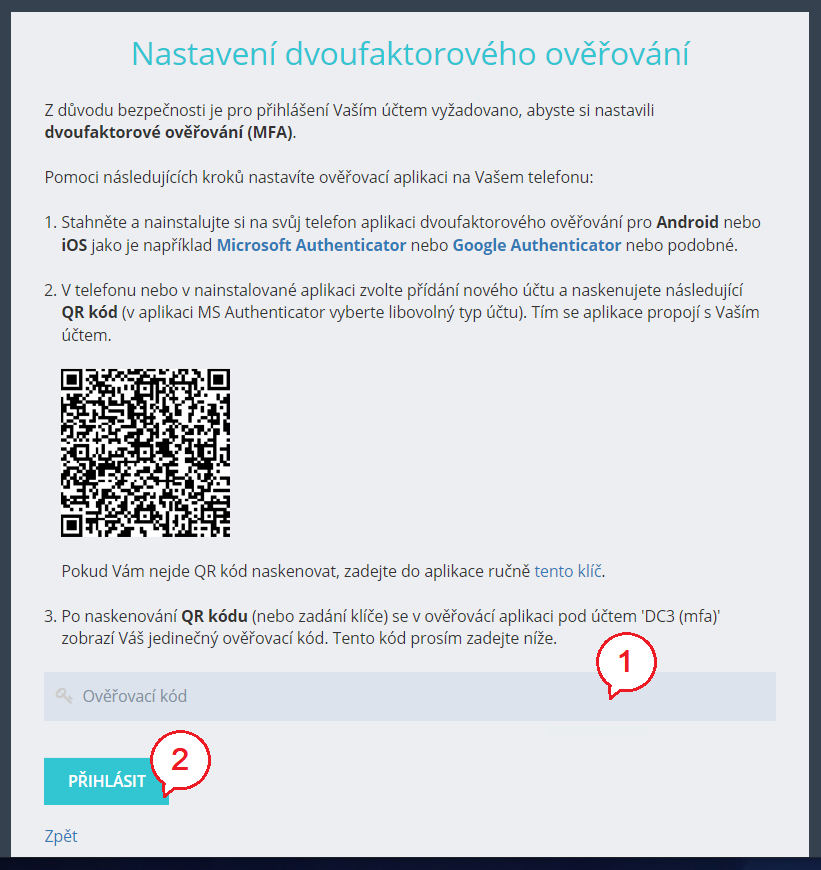 Nastavení dvoufaktorového ověřování
Z důvodu bezpečnosti je pro přihlášení Vaším účtem vyžadovano, abyste si nastavili
dvoufaktorové ověřování (MFA).
Pomoci následujících kroků nastavíte ověřovací aplikaci na Vašem telefonu:
1. Stahněte a nainstalujte si na svůj telefon aplikaci dvoufaktorového ověřování pro Android nebo
iOS jako je například Microsoft Authenticator nebo Google Authenticator nebo podobné.
2. V telefonu nebo v nainstalované aplikaci zvolte přídání nového účtu a naskenujete následující
QR kód (v aplikaci MS Authenticator vyberte libovolný typ účtu). Tím se aplikace propojí s Vaším
účtem.
Pokud Vám nejde QR kód naskenovat, zadejte do aplikace ručně tento klíč.
3. Po naskenování QR kódu (nebo zadání klíče) se v ověřovácí aplikaci pod účtem 'DC3 (mfa)'
zobrazí Váš jedinečný ověřovací kód. Tento kód prosím zadejte níže.
1
Ověřovací kód
2
PŘIHLÁSIT
Zpět